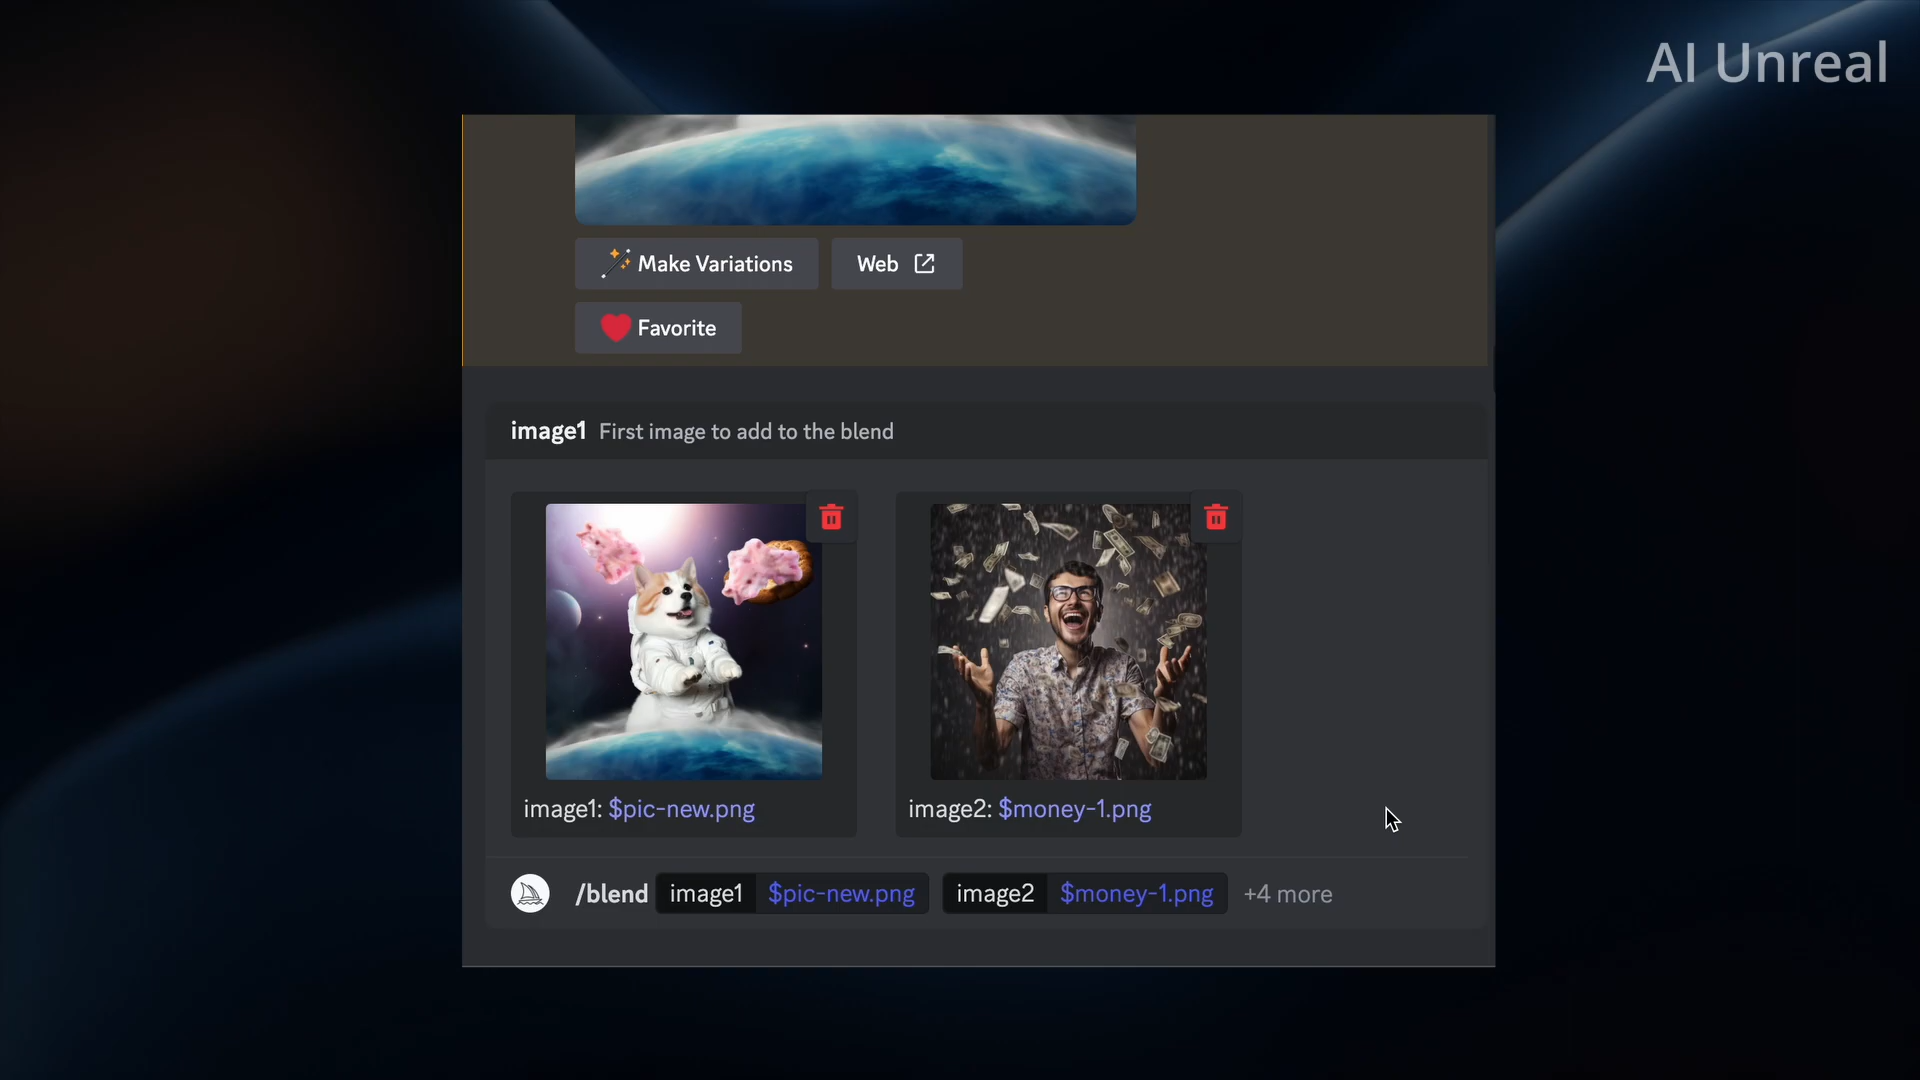 AI Unreal
Make Variations
Web
Favorite
image1 First image to add to the blend
image1: $pic-new.png
image2: $money-1.png
/blend image1 $pic-new.png image2 $money-1.png +4 more